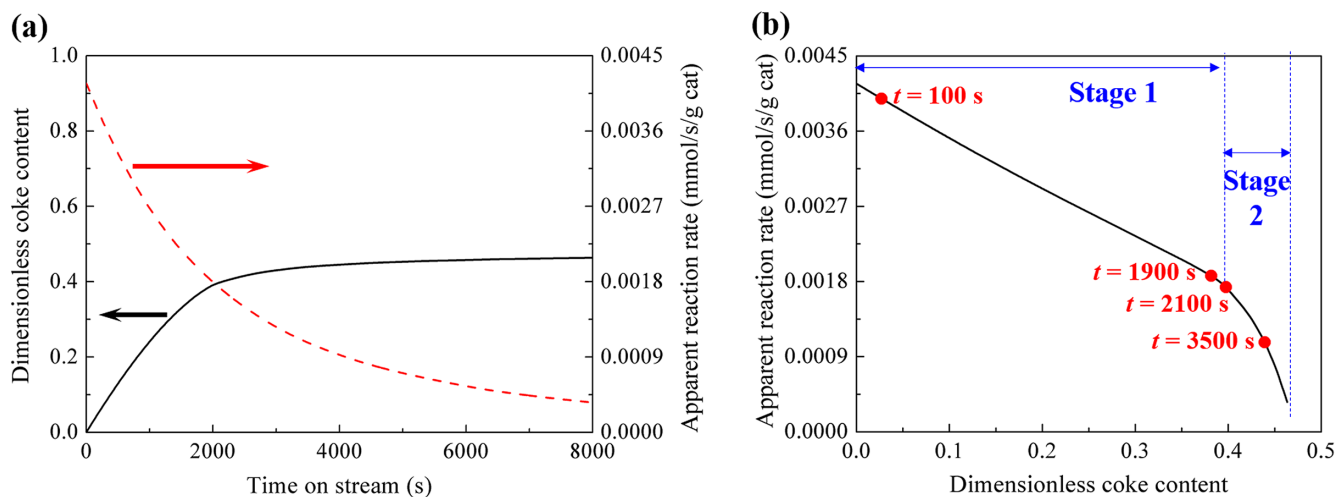 (a)
1.0
0.8
0.6
0.4
0.2
0.0
Dimensionless coke content
0
2000
4000
6000
8000
Time on stream (s)
0.0045
0.0036
0.0027
0.0018
0.0009
0.0000
Apparent reaction rate (mmol/s/g cat)
(b)
0.0045
0.0036
0.0027
0.0018
0.0009
0.0000
Apparent reaction rate (mmol/s/g cat)
Stage 1
t = 100 s
Stage
2
t = 1900 s
t = 2100 s
t = 3500 s
0.0
0.1
0.2
0.3
0.4
0.5
Dimensionless coke content